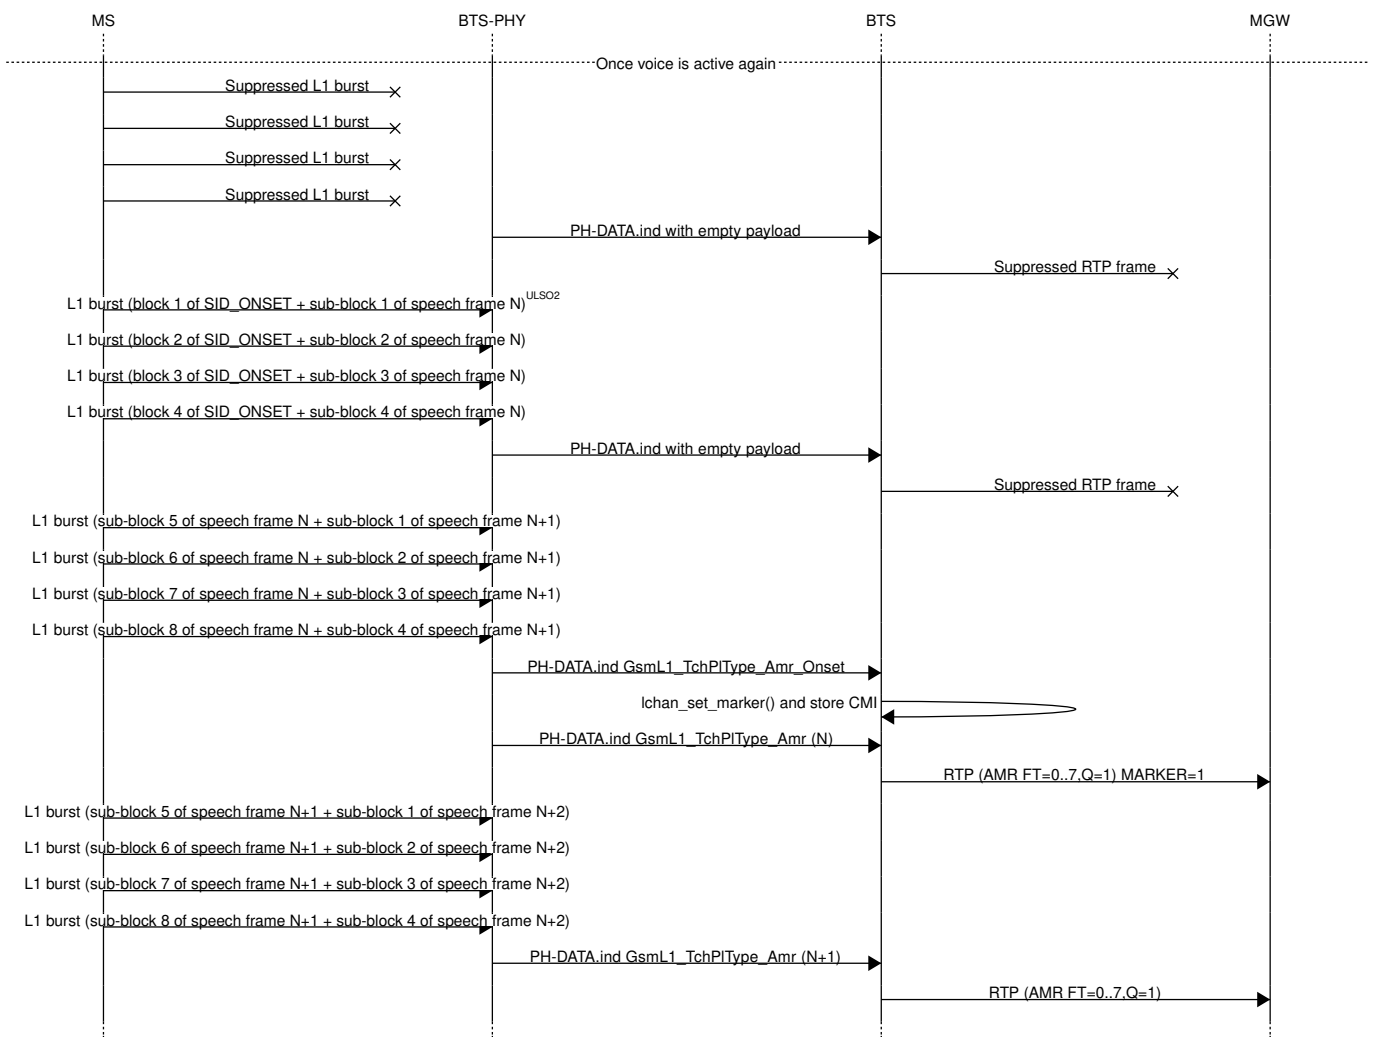 MS BTS-PHY BTS MGW
Once voice is active again
Suppressed L1 burst
Suppressed L1 burst
Suppressed L1 burst
Suppressed L1 burst
PH-DATA.ind with empty payload
Suppressed RTP frame
L1 burst (block 1 of SID_ONSET + sub-block 1 of speech frame N) ULSO2
L1 burst (block 2 of SID_ONSET + sub-block 2 of speech frame N)
L1 burst (block 3 of SID_ONSET + sub-block 3 of speech frame N)
L1 burst (block 4 of SID_ONSET + sub-block 4 of speech frame N)
PH-DATA.ind with empty payload
Suppressed RTP frame
L1 burst (sub-block 5 of speech frame N + sub-block 1 of speech frame N+1)
L1 burst (sub-block 6 of speech frame N + sub-block 2 of speech frame N+1)
L1 burst (sub-block 7 of speech frame N + sub-block 3 of speech frame N+1)
L1 burst (sub-block 8 of speech frame N + sub-block 4 of speech frame N+1)
PH-DATA.ind GsmL1_TchPlType_Amr_Onset
lchan_set_marker() and store CMI
PH-DATA.ind GsmL1_TchPlType_Amr (N)
RTP (AMR FT=0..7,Q=1) MARKER=1
L1 burst (sub-block 5 of speech frame N+1 + sub-block 1 of speech frame N+2)
L1 burst (sub-block 6 of speech frame N+1 + sub-block 2 of speech frame N+2)
L1 burst (sub-block 7 of speech frame N+1 + sub-block 3 of speech frame N+2)
L1 burst (sub-block 8 of speech frame N+1 + sub-block 4 of speech frame N+2)
PH-DATA.ind GsmL1_TchPlType_Amr (N+1)
RTP (AMR FT=0..7,Q=1)